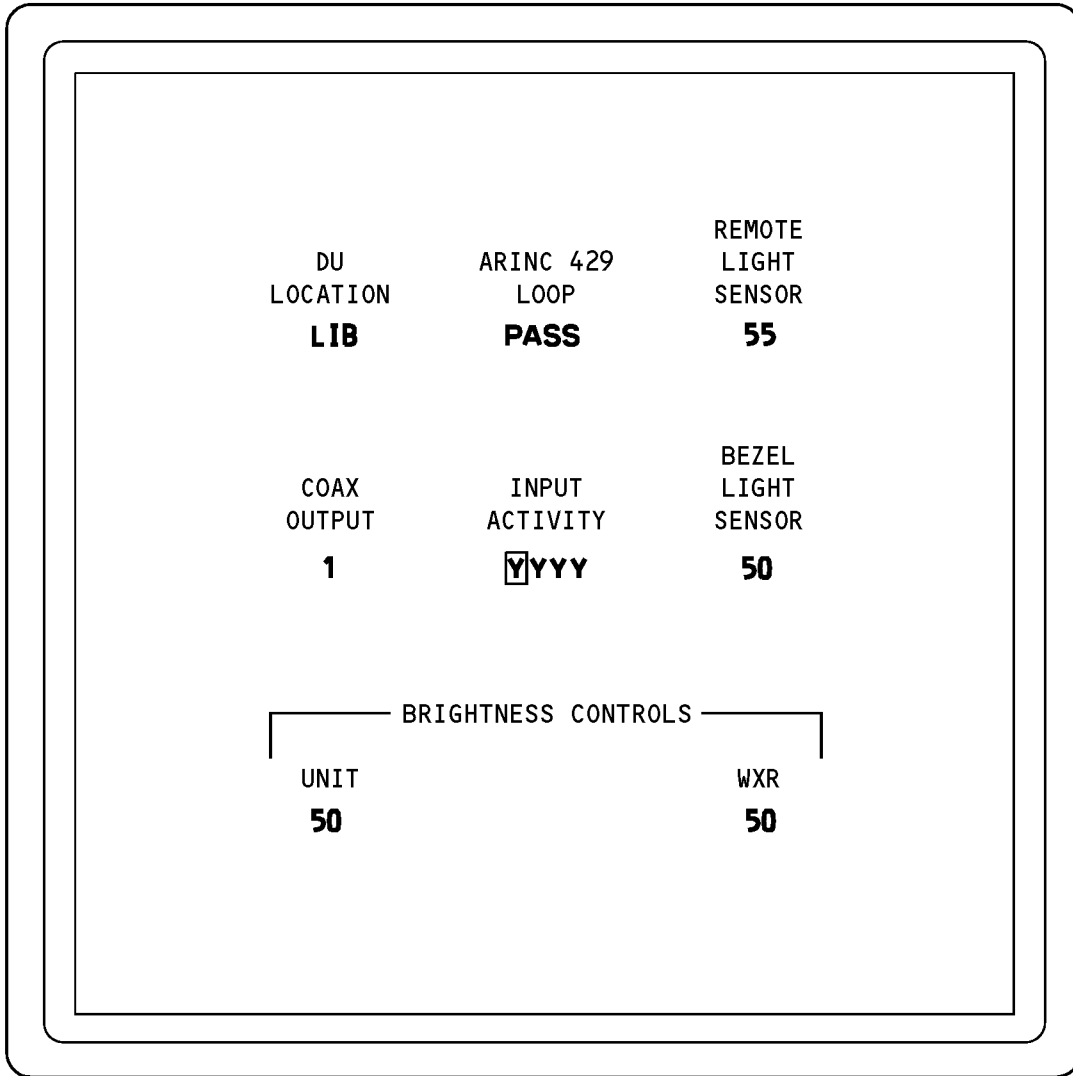 REMOTE
DU ARINC 429 LIGHT
LOCATION LOOP SENSOR
LIB PASS 55
BEZEL
COAX INPUT LIGHT
OUTPUT ACTIVITY SENSOR
1 YYYY 50
BRIGHTNESS CONTROLS
UNIT WXR
50 50